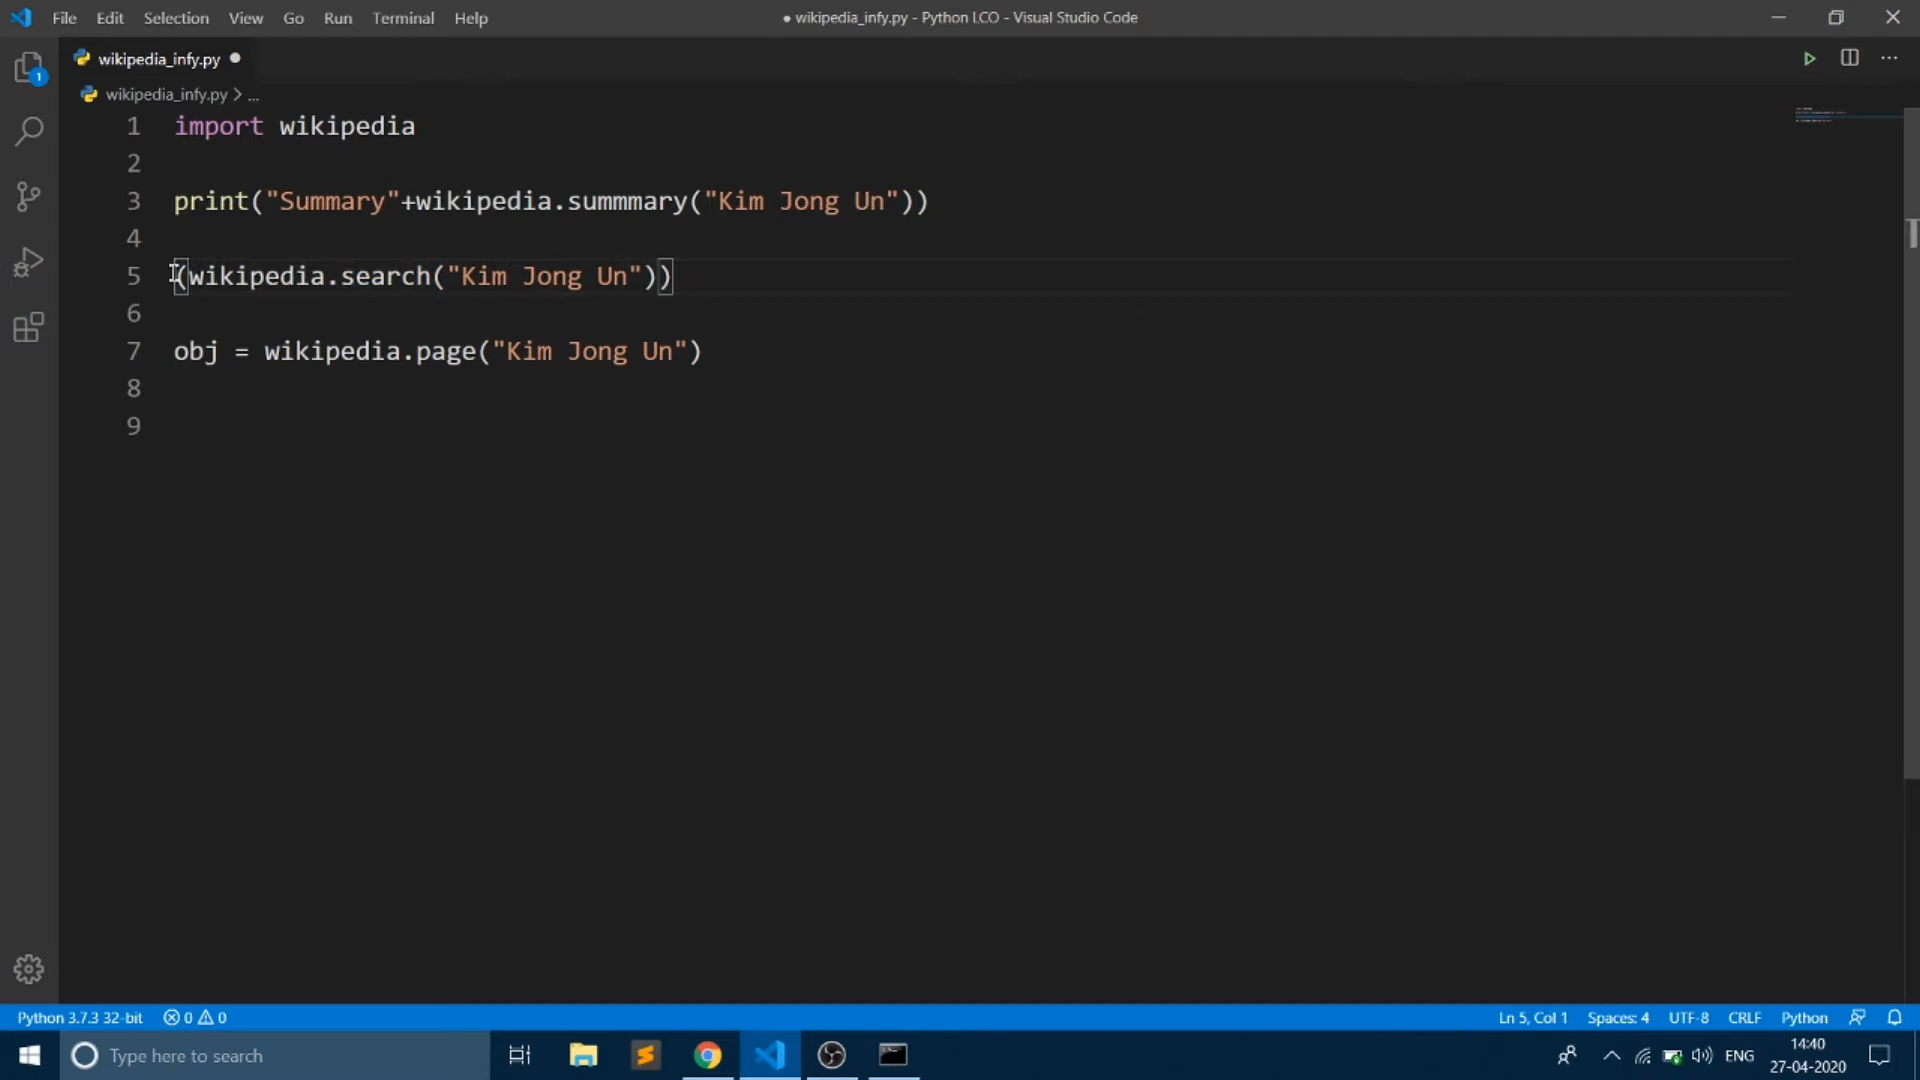 File Edit Selection View Go Run Terminal Help
● wikipedia_infy.py - Python LCO - Visual Studio Code
wikipedia_infy.py
wikipedia_infy.py > ...
1
1 import wikipedia
2
3 print("Summary"+wikipedia.summmary("Kim Jong Un"))
4
5 (wikipedia.search("Kim Jong Un"))
6
7 obj = wikipedia.page("Kim Jong Un")
8
9
Python 3.7.3 32-bit 0 0
Ln 5, Col 1 Spaces: 4 UTF-8 CRLF Python
Type here to search
ENG
14:40
27-04-2020